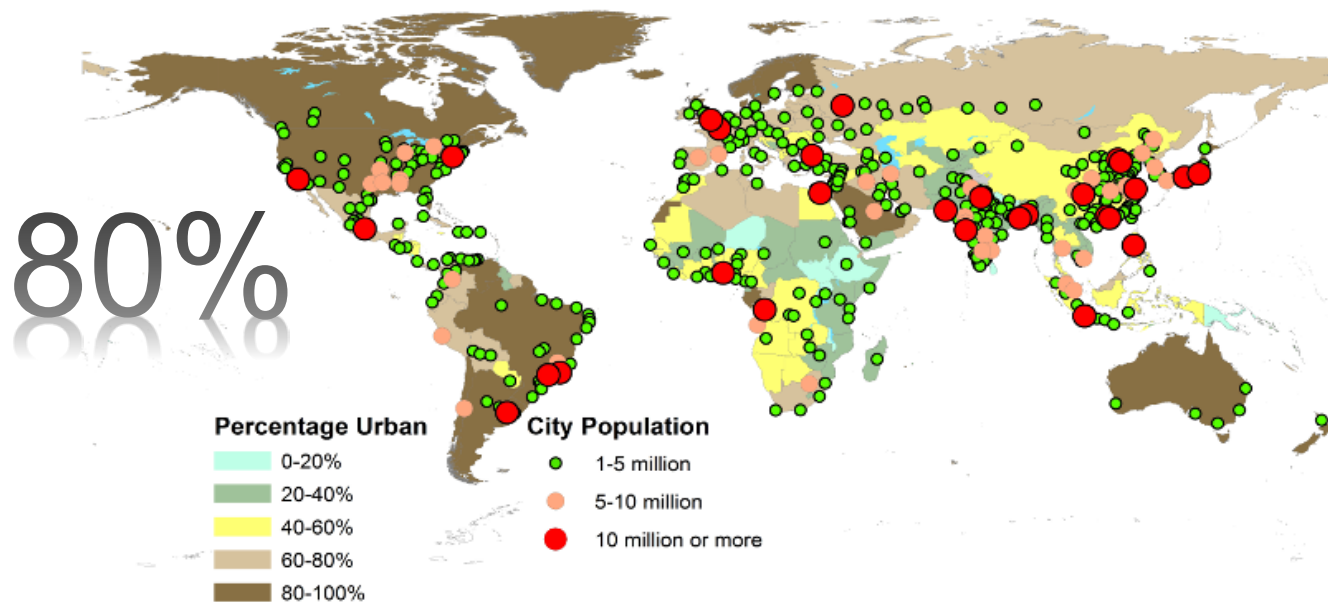 80%
Percentage Urban
0-20%
20-40%
40-60%
60-80%
80-100%
City Population
1-5 million
5-10 million
10 million or more